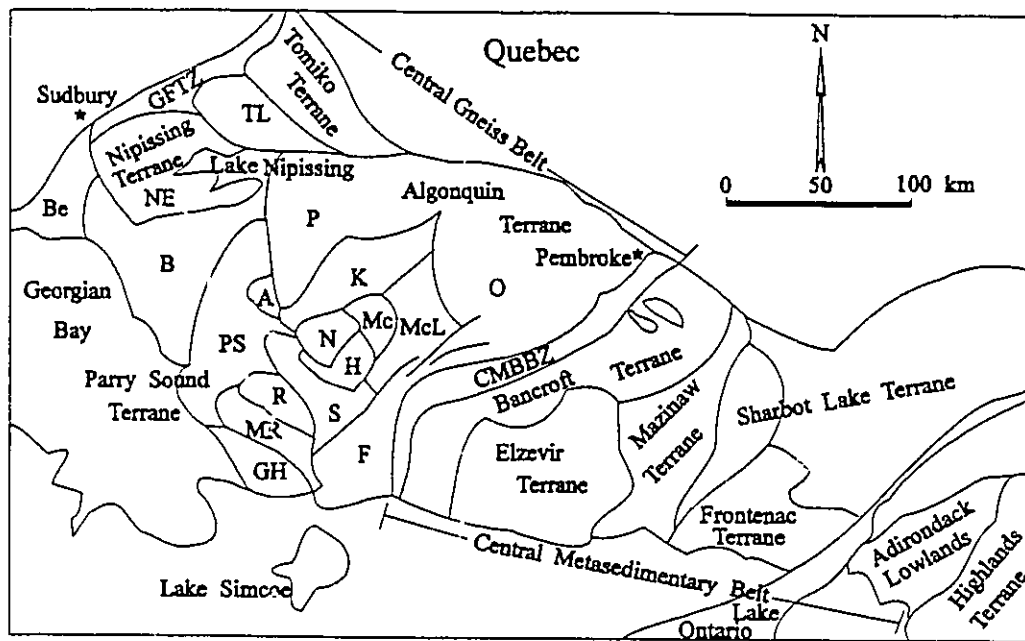 Quebec
N
Sudbury
GFTZ
TL
Tomiko
Terrane
Central Gneiss Belt
0 50 100 km
Nipissing
Terrane
NE
Lake Nipissing
Algonquin
Terrane
Pembroke
Be
B
P
K
O
Georgian
Bay
A
N
Mc
McL
H
PS
Parry Sound
Terrane
R
S
MR
GH
F
CMBBZ
Bancroft
Terrane
Elzevir
Terrane
Mazinaw
Terrane
Sharbot Lake Terrane
Frontenac
Terrane
Adirondack
Lowlands
Highlands
Terrane
Central Metasedimentary Belt
Lake Simcoe
Lake
Ontario